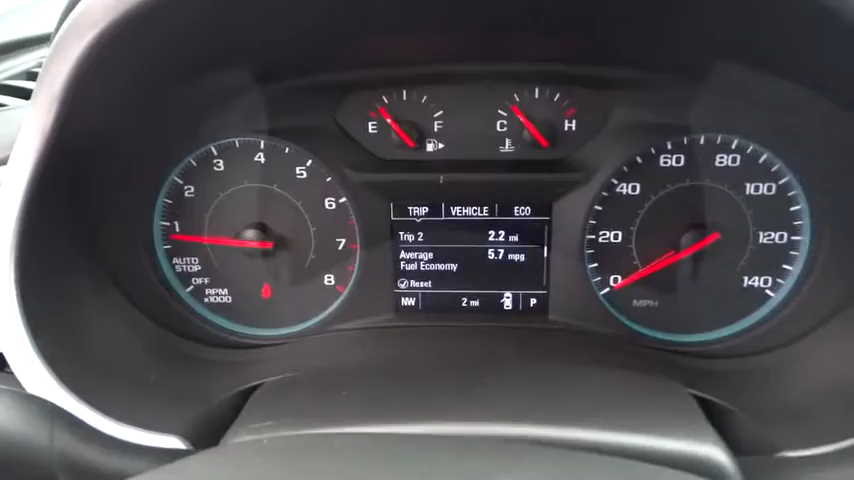 E F
C H
1 2 3 4 5 6 7 8
AUTO
STOP
OFF
RPM
x1000
TRIP VEHICLE ECO
Trip 2 2.2 mi
Average 5.7 mpg
Fuel Economy
Reset
NW 2 mi P
0 20 40 60 80 100 120 140
MPH